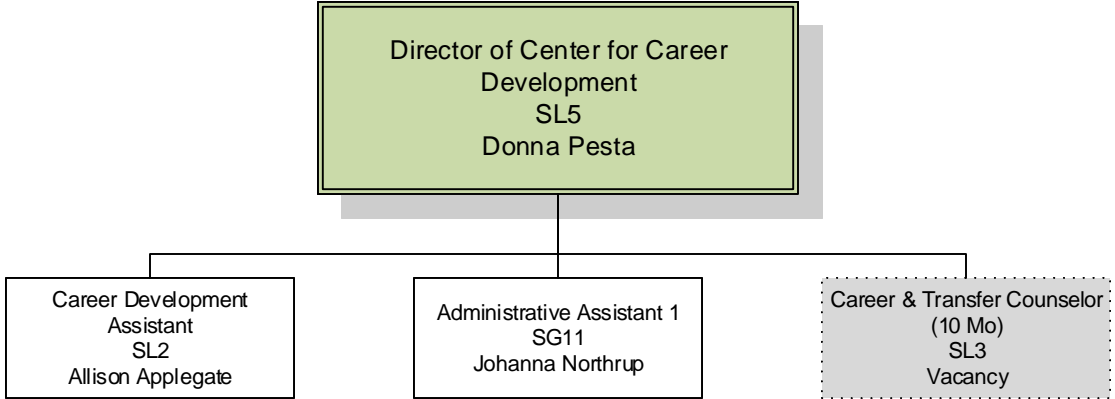 Director of Center for Career
Development
SL5
Donna Pesta
Career Development
Assistant
SL2
Allison Applegate
Administrative Assistant 1
SG11
Johanna Northrup
Career & Transfer Counselor
(10 Mo)
SL3
Vacancy